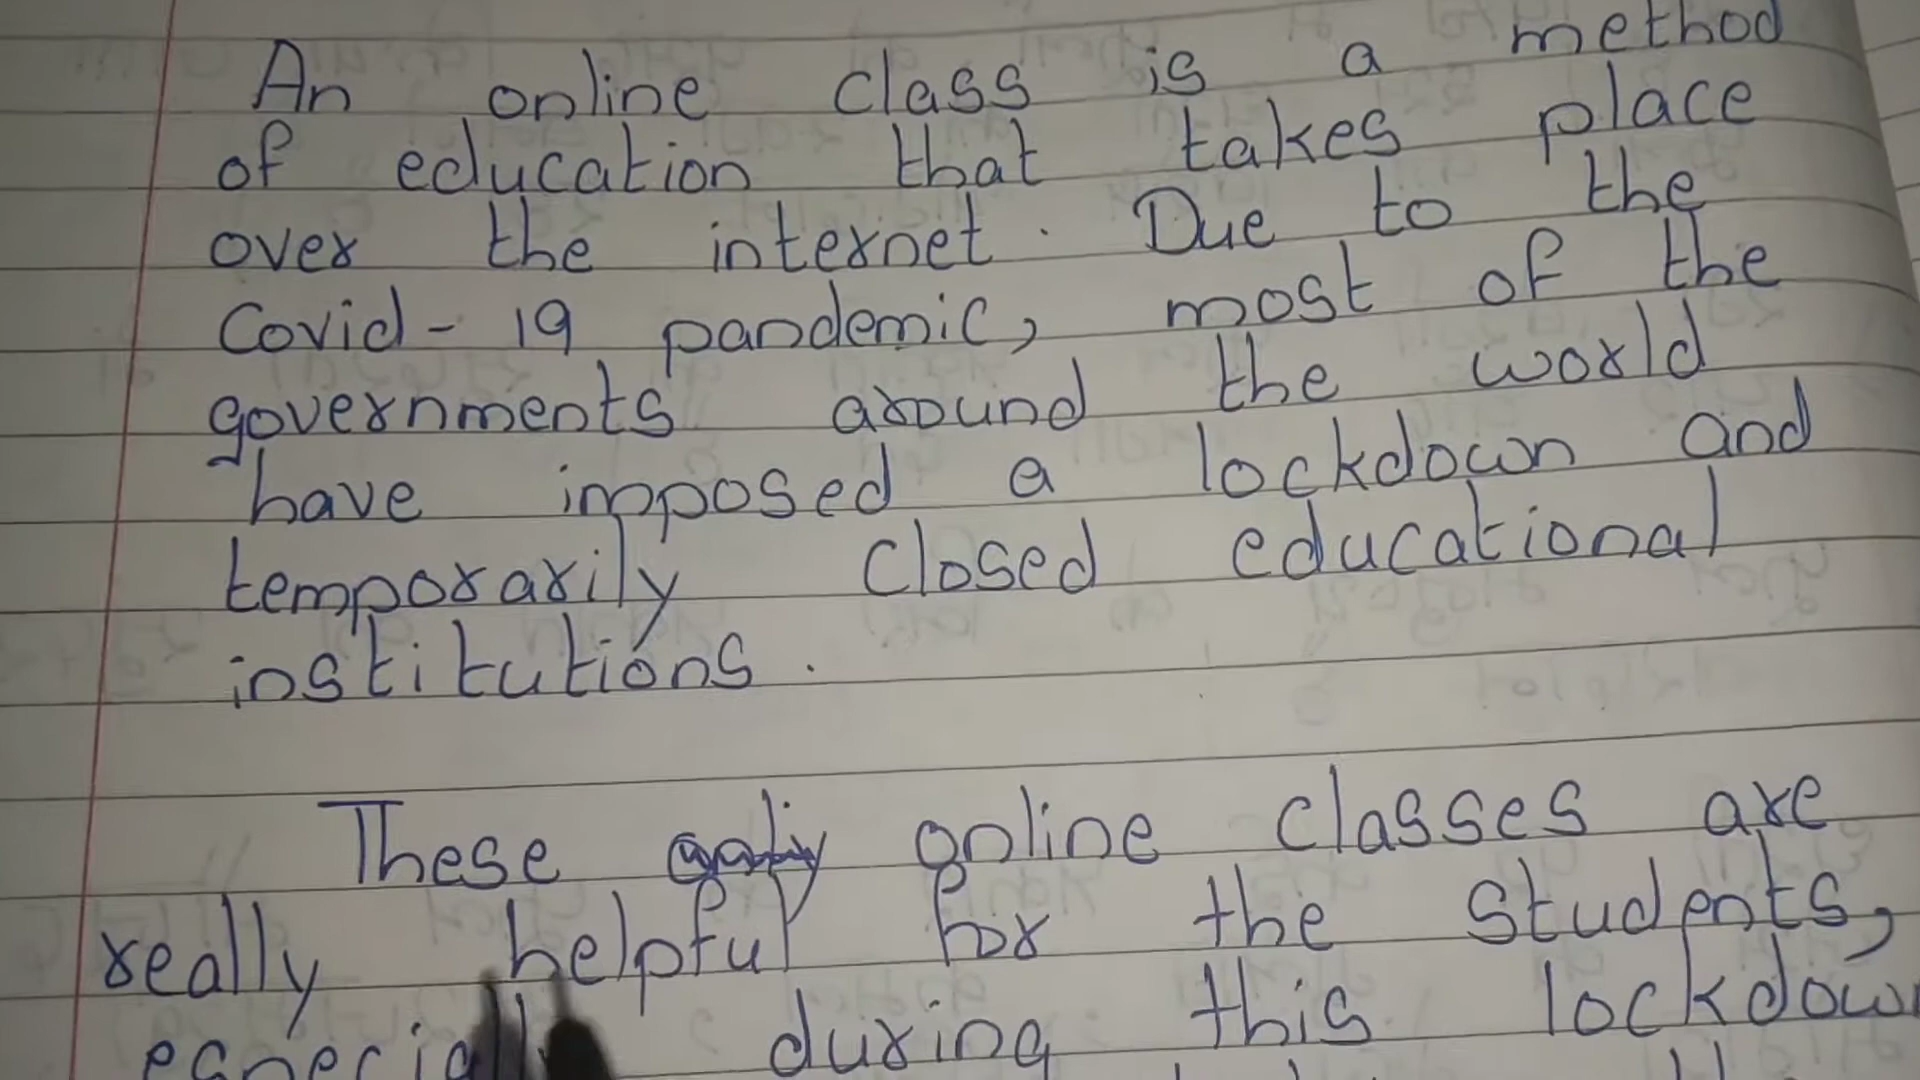 An online class is a method
of education that takes place
over the internet. Due to the
Covid-19 pandemic, most of the
governments around the world
have imposed a lockdown and
temporarily closed educational
institutions.
These online classes are
really helpful for the students,
especially during this lockdown